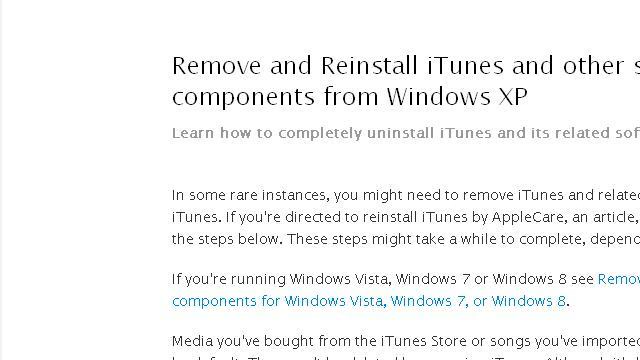 Remove and Reinstall iTunes and other
components from Windows XP
Learn how to completely uninstall iTunes and its related
In some rare instances, you might need to remove iTunes and
iTunes. If you're directed to reinstall iTunes by AppleCare, an article,
the steps below. These steps might take a while to complete,
If you're running Windows Vista, Windows 7 or Windows 8 see
components for Windows Vista, Windows 7, or Windows 8.
Media you've bought from the iTunes Store or songs you've imported